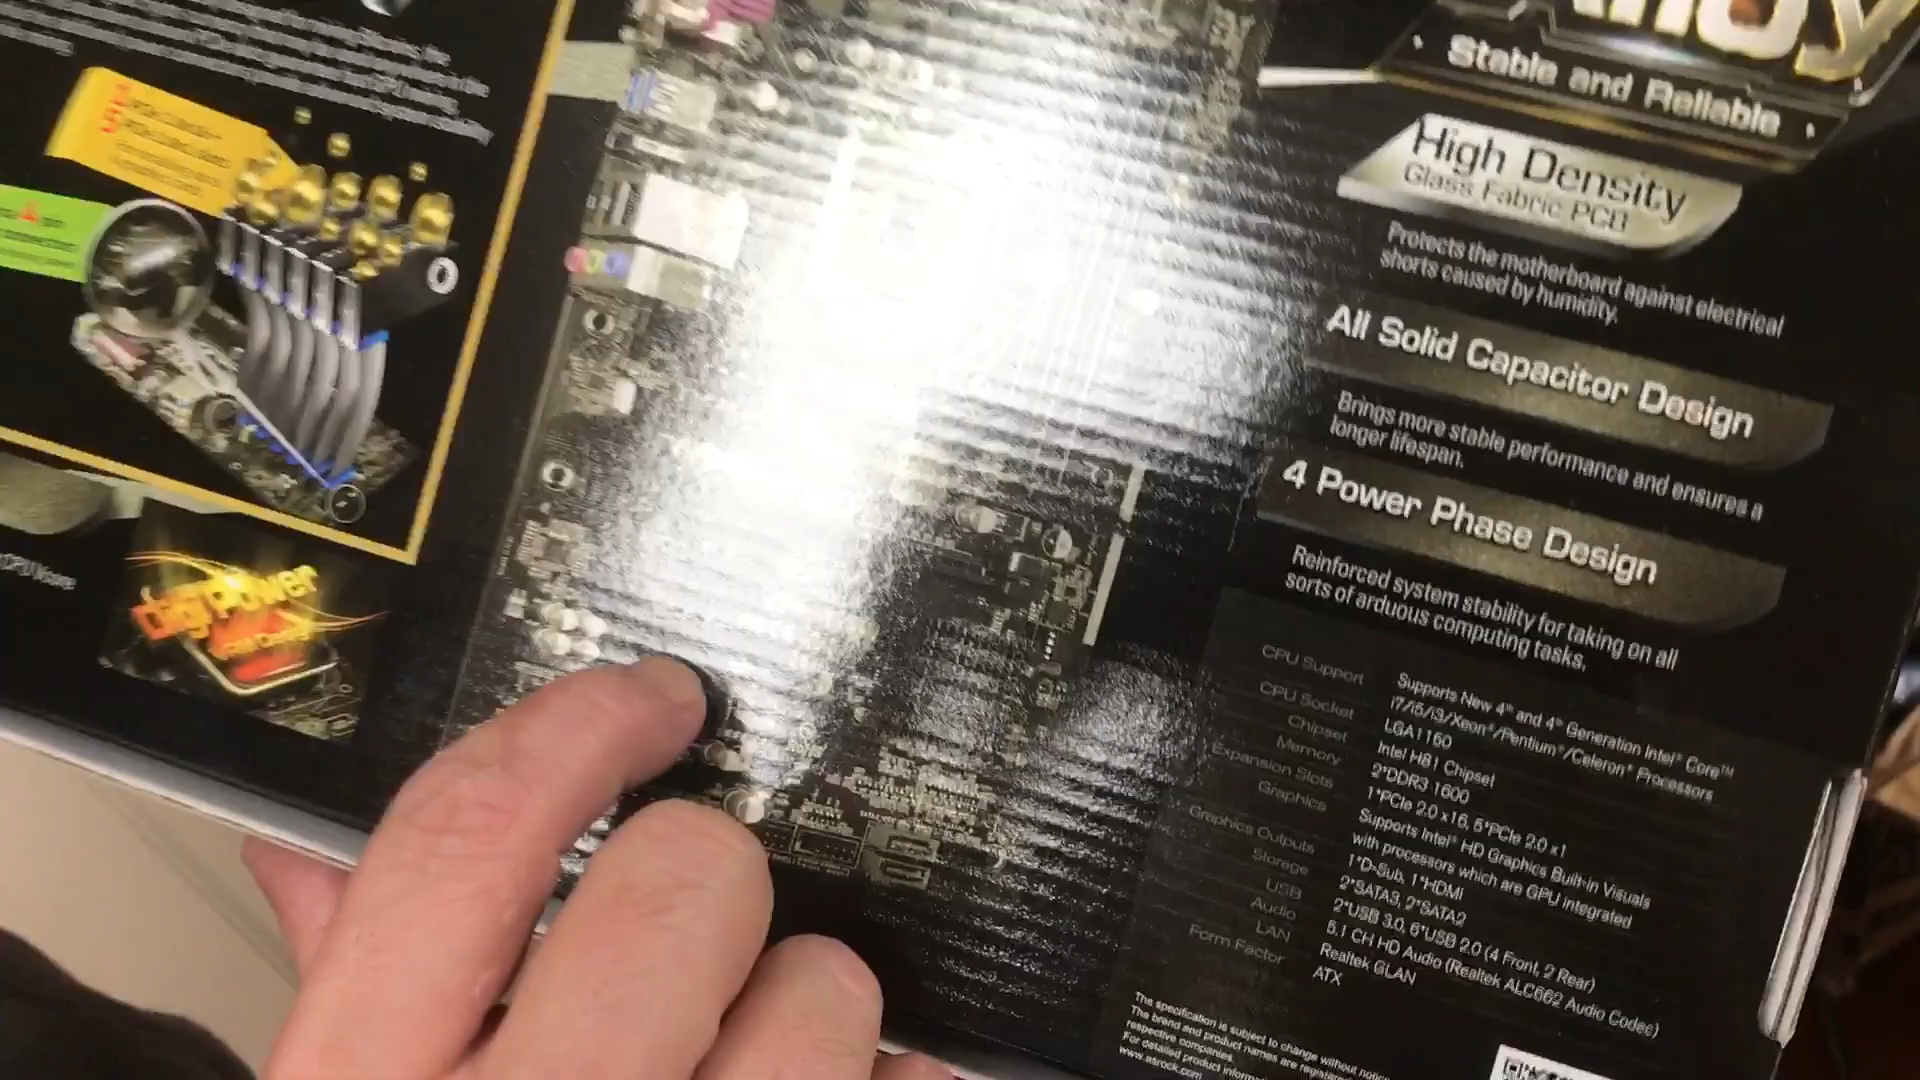 Stable and Reliable
High Density
Glass Fabric PCB
Protects the motherboard against electrical
shorts caused by humidity.
All Solid Capacitor Design
Brings more stable performance and ensures a
longer lifespan.
4 Power Phase Design
Reinforced system stability for taking on all
sorts of arduous computing tasks,
CPU Support
Supports New 4th and 4th Generation Intel® Core™
i7/i5/i3/Xeon®/Pentium®/Celeron® Processors
CPU Socket
LGA1150
Chipset
Intel H81 Chipset
Memory
2*DDR3 1600
Expansion Slots
1*PCIe 2.0 x16, 5*PCIe 2.0 x1
Graphics
Supports Intel® HD Graphics Built-in Visuals
with processors which are GPU integrated
Graphics Outputs
1*D-Sub, 1*HDMI
Storage
2*SATA3, 2*SATA2
USB
2*USB 3.0, 6*USB 2.0 (4 Front, 2 Rear)
Audio
5.1 CH HD Audio (Realtek ALC662 Audio Codec)
LAN
Realtek GLAN
Form Factor
ATX
The specification is subject to change without notice
The brand and product names are registered
respective companies.
For detailed product
www.asrock.com
Digi Power